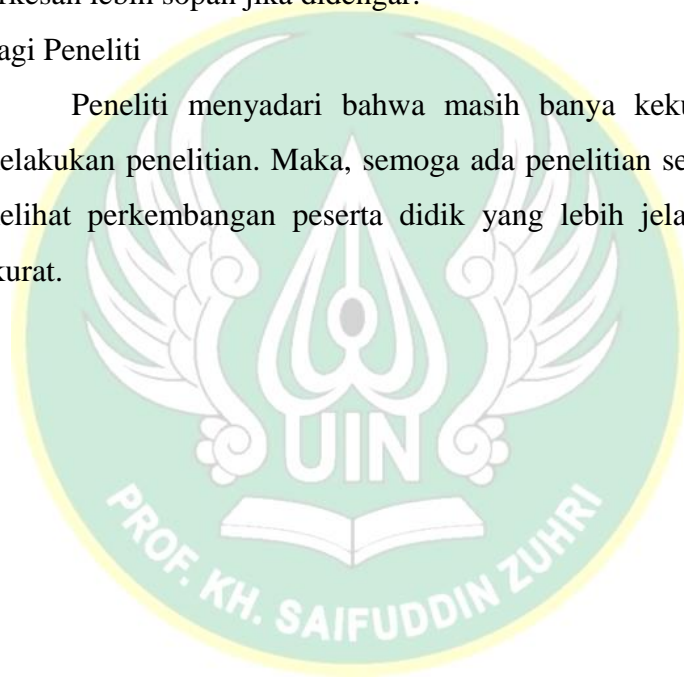 rkesan lebih sopan jika didengar.
agi Peneliti
Peneliti menyadari bahwa masih banya keku
elakukan penelitian. Maka, semoga ada penelitian se
elihat perkembangan peserta didik yang lebih jela
kurat.
UIN
PROF. KH. SAIFUDDIN ZUHRI